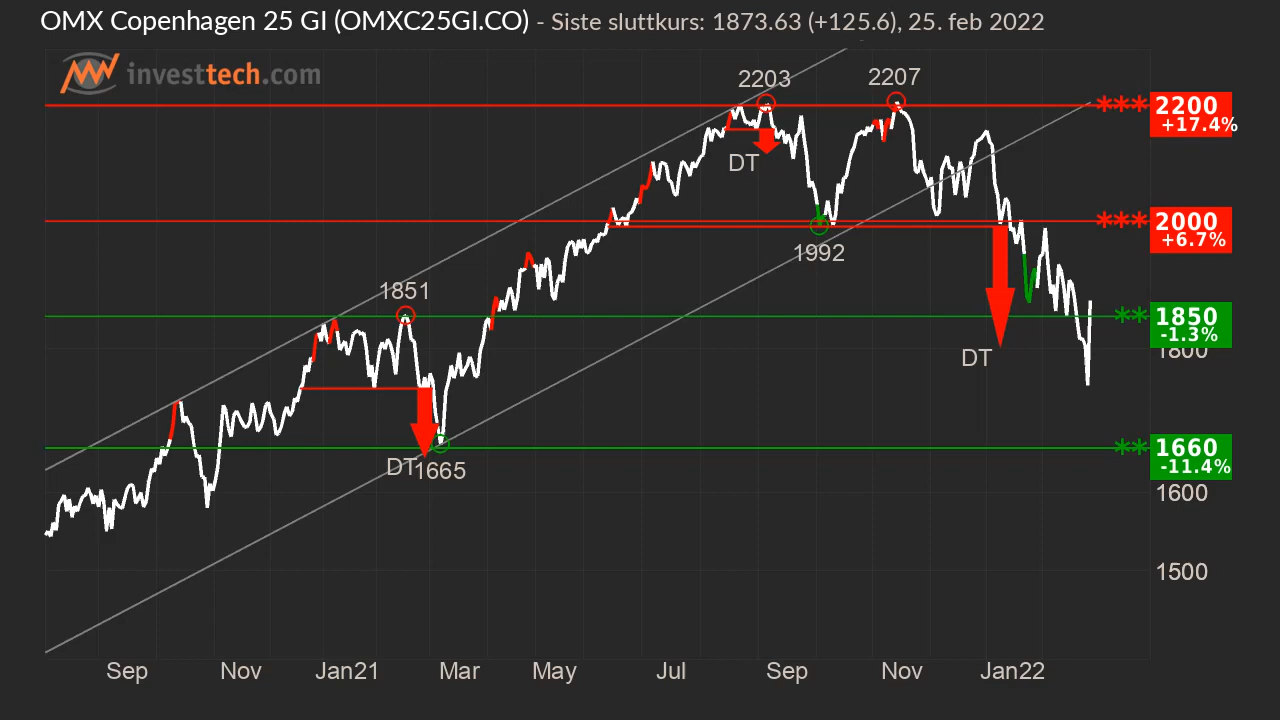 OMX Copenhagen 25 GI (OMXC25GI.CO) - Siste sluttkurs: 1873.63 (+125.6), 25. feb 2022
investtech.com
2203
2207
*** 2200
+17.4%
DT
*** 2000
+6.7%
1992
1851
** 1850
-1.3%
1800
DT
** 1660
-11.4%
DT 1665
1600
1500
Sep Nov Jan21 Mar May Jul Sep Nov Jan22